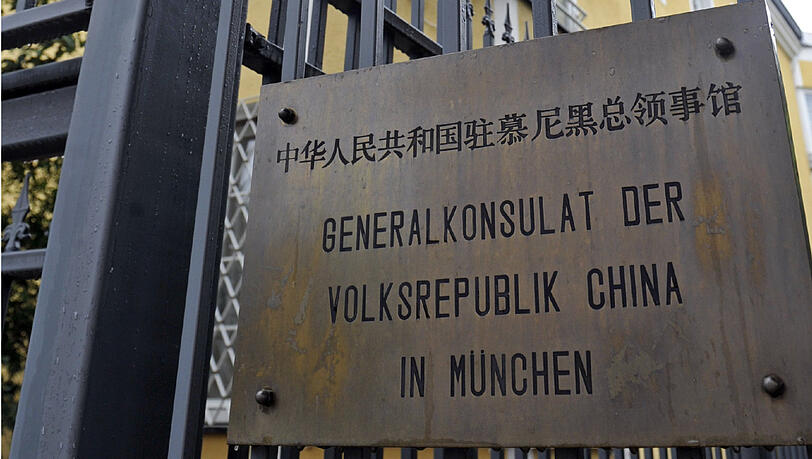 中华人民共和国驻慕尼黑总领事馆
GENERALKONSULAT DER
VOLKSREPUBLIK CHINA
IN MÜNCHEN